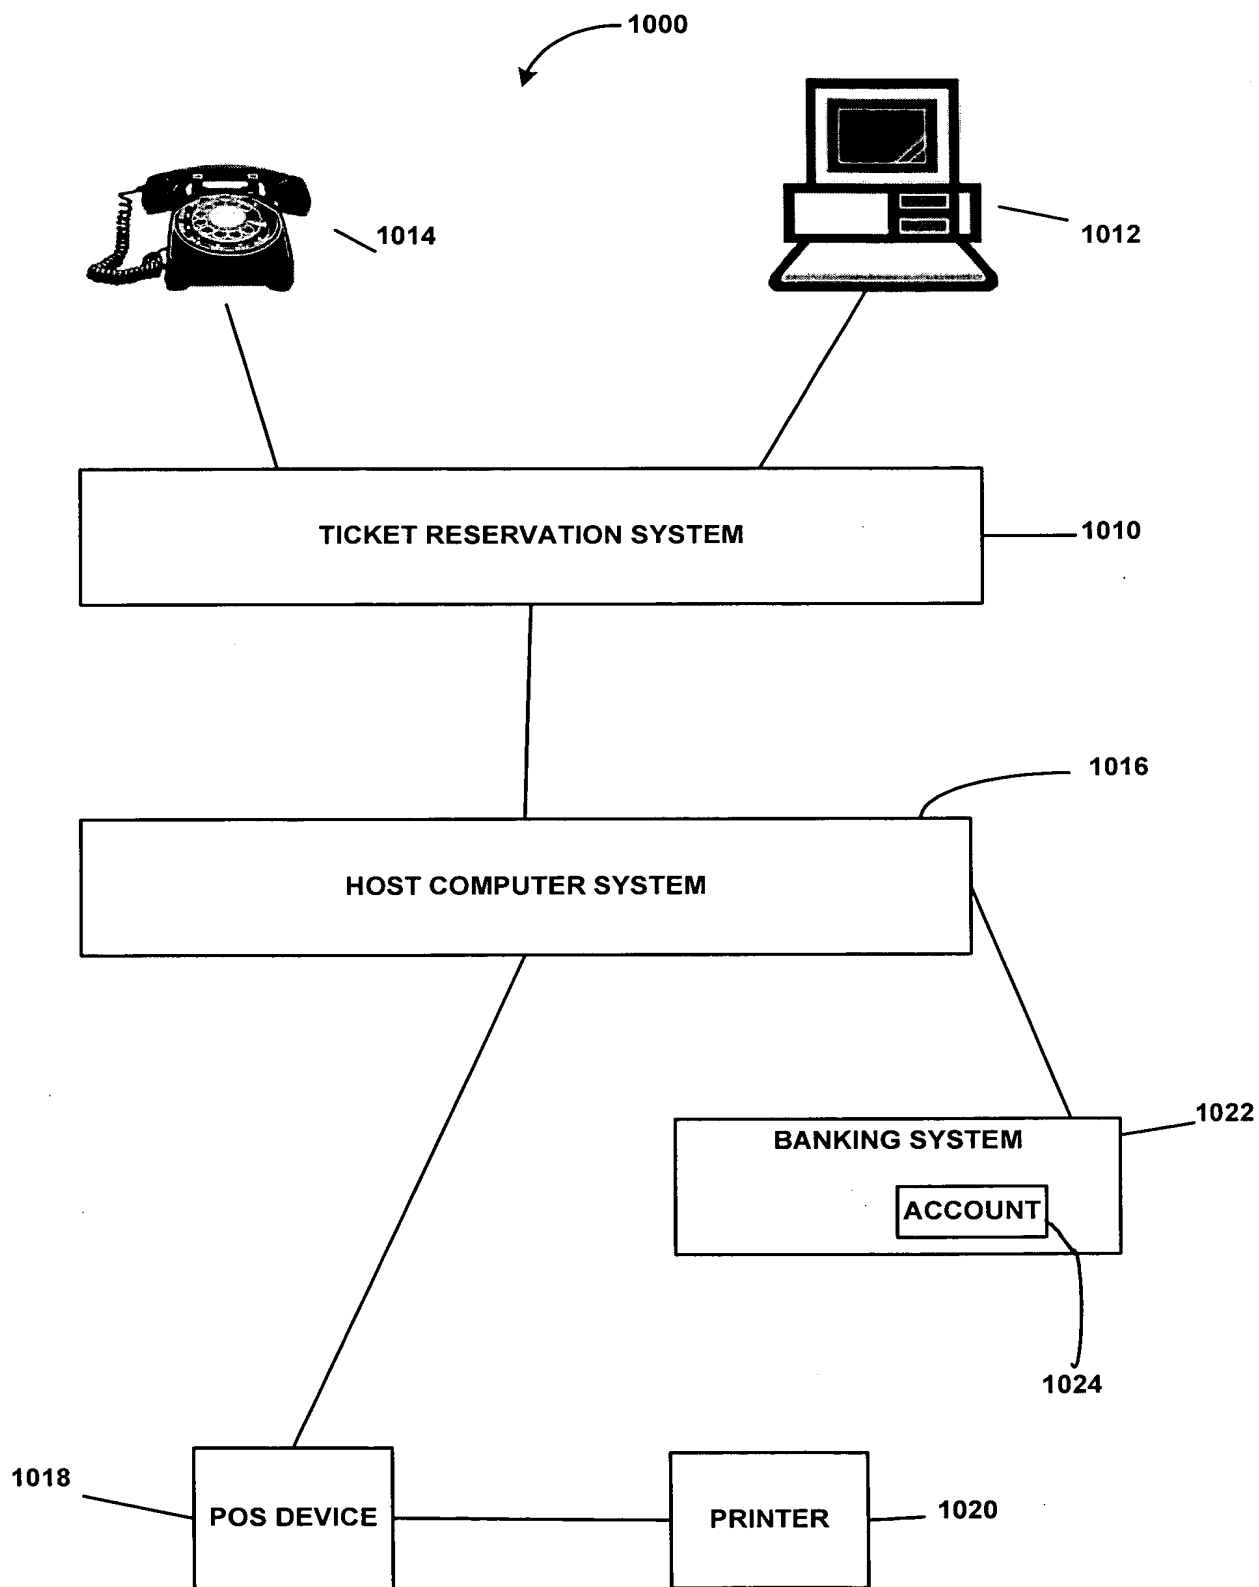 1000
1014
1012
TICKET RESERVATION SYSTEM
1010
1016
HOST COMPUTER SYSTEM
1022
BANKING SYSTEM
ACCOUNT
1024
1018
POS DEVICE
PRINTER
1020